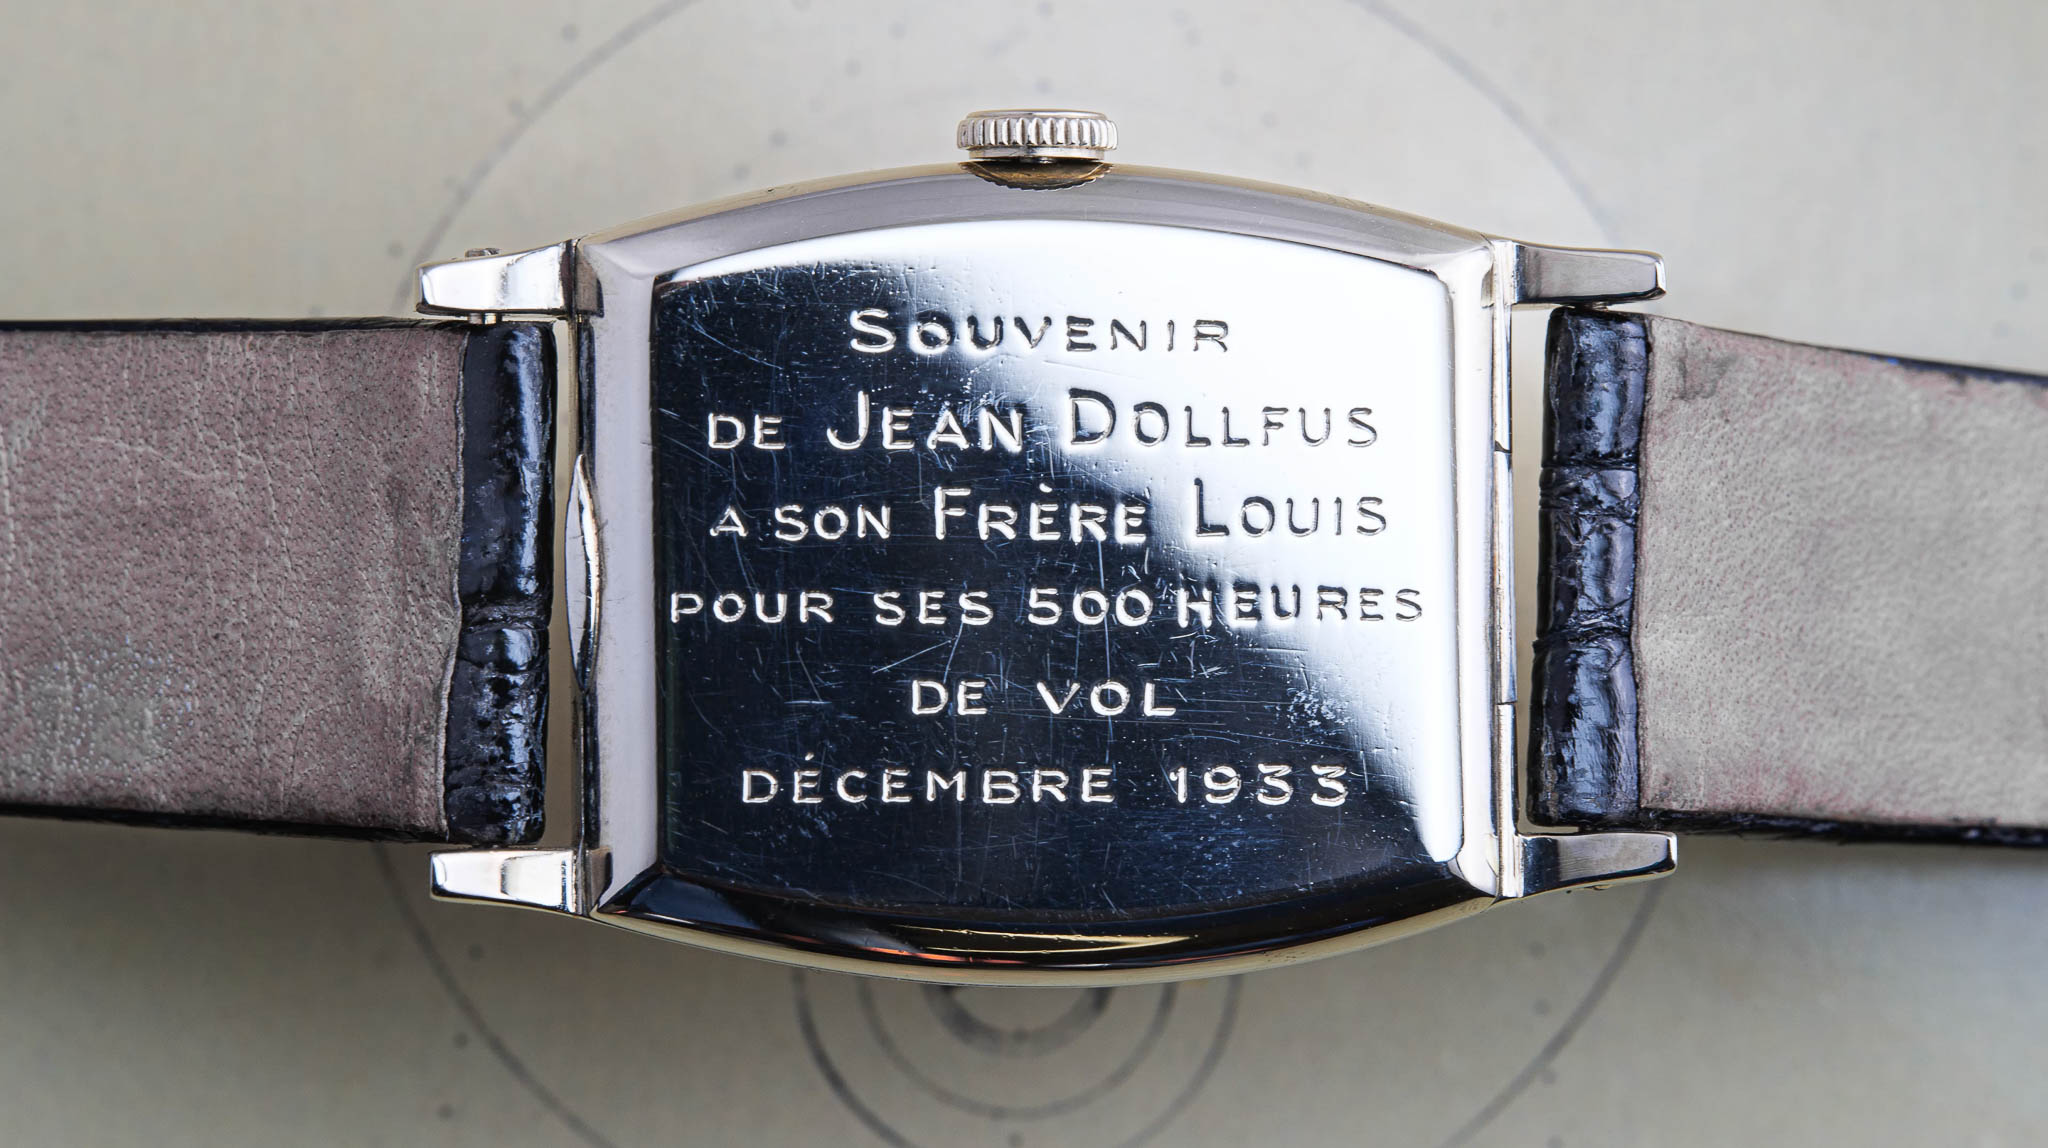 SOUVENIR
DE JEAN DOLLFUS
A SON FRÈRE LOUIS
POUR SES 500 HEURES
DE VOL
DÉCEMBRE 1933